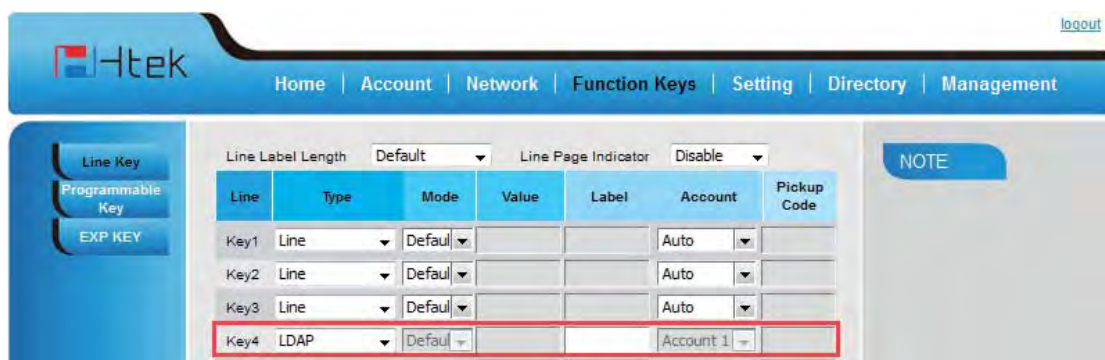 logout
Htek
Home | Account | Network | Function Keys | Setting | Directory | Management
Line Key
Programmable Key
EXP KEY
Line Label Length Default Line Page Indicator Disable
NOTE
Line Type Mode Value Label Account Pickup Code
Key1 Line Defaul Auto
Key2 Line Defaul Auto
Key3 Line Defaul Auto
Key4 LDAP Defaul Account 1